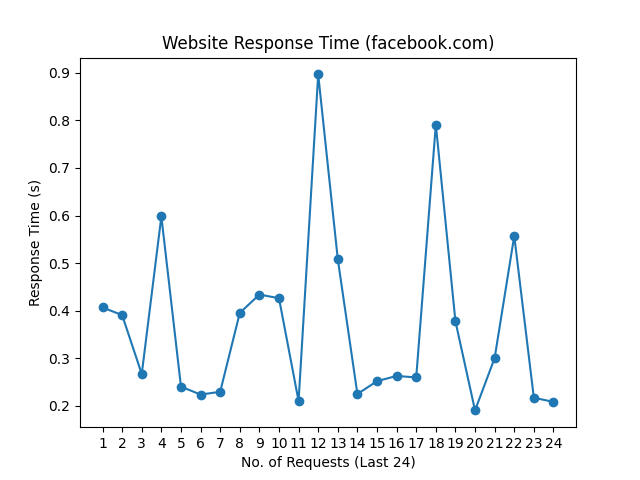 Website Response Time (facebook.com)
0.9
0.8
0.7
0.6
0.5
0.4
0.3
0.2
Response Time (s)
1 2 3 4 5 6 7 8 9 10 11 12 13 14 15 16 17 18 19 20 21 22 23 24
No. of Requests (Last 24)